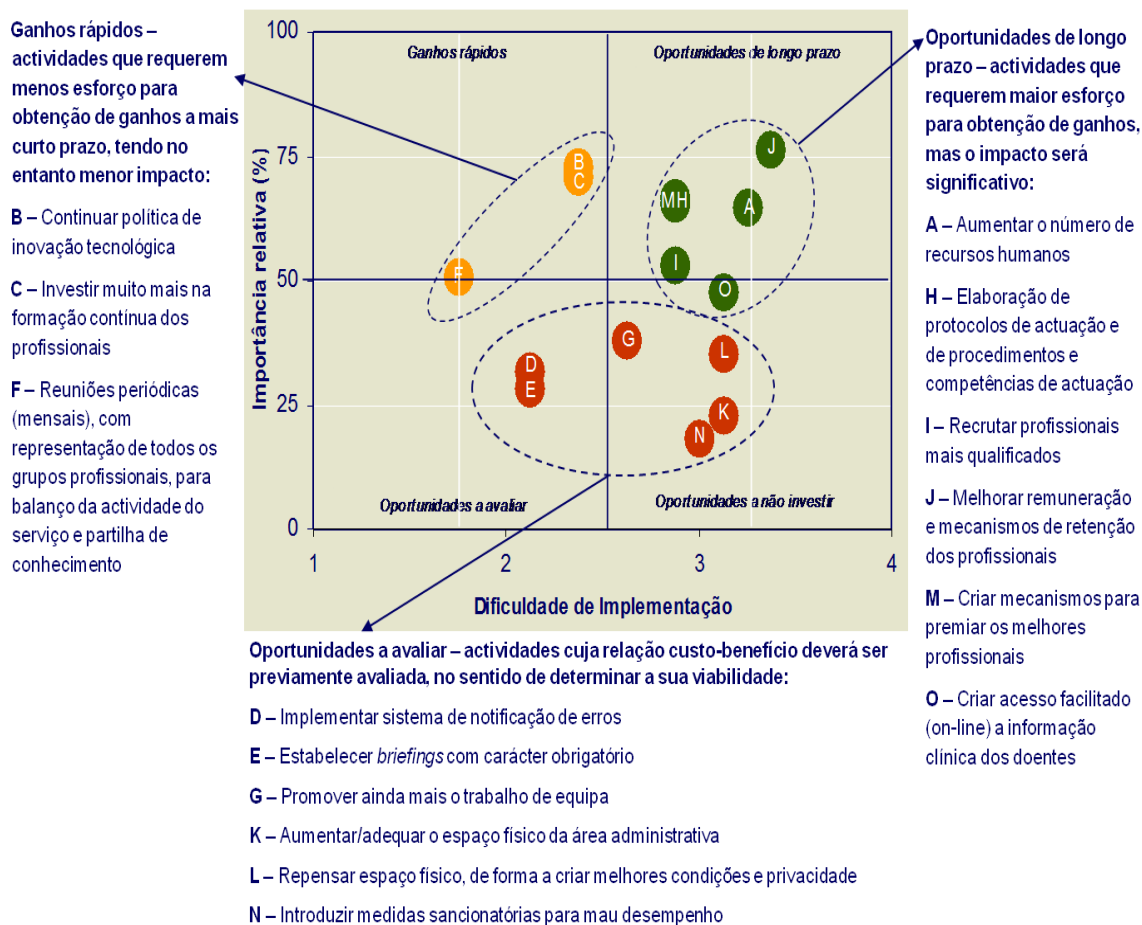 Ganhos rápidos –
actividades que requerem
menos esforço para
obtenção de ganhos a mais
curto prazo, tendo no
entanto menor impacto:
B – Continuar política de
inovação tecnológica
C – Investir muito mais na
formação contínua dos
profissionais
F – Reuniões periódicas
(mensais), com
representação de todos os
grupos profissionais, para
balanço da actividade do
serviço e partilha de
conhecimento
Importância relativa (%)
100
75
50
25
0
Ganhos rápidos
Oportunidades de longo prazo
J
B
C
MH
A
I
F
O
G
L
D
E
K
N
Oportunidades a avaliar
Oportunidades a não investir
1
2
3
4
Dificuldade de Implementação
Oportunidades de longo
prazo – actividades que
requerem maior esforço
para obtenção de ganhos,
mas o impacto será
significativo:
A – Aumentar o número de
recursos humanos
H – Elaboração de
protocolos de actuação e
de procedimentos e
competências de actuação
I – Recrutar profissionais
mais qualificados
J – Melhorar remuneração
e mecanismos de retenção
dos profissionais
M – Criar mecanismos para
premiar os melhores
profissionais
O – Criar acesso facilitado
(on-line) a informação
clínica dos doentes
Oportunidades a avaliar – actividades cuja relação custo-benefício deverá ser
previamente avaliada, no sentido de determinar a sua viabilidade:
D – Implementar sistema de notificação de erros
E – Estabelecer briefings com carácter obrigatório
G – Promover ainda mais o trabalho de equipa
K – Aumentar/adequar o espaço físico da área administrativa
L – Repensar espaço físico, de forma a criar melhores condições e privacidade
N – Introduzir medidas sancionatórias para mau desempenho